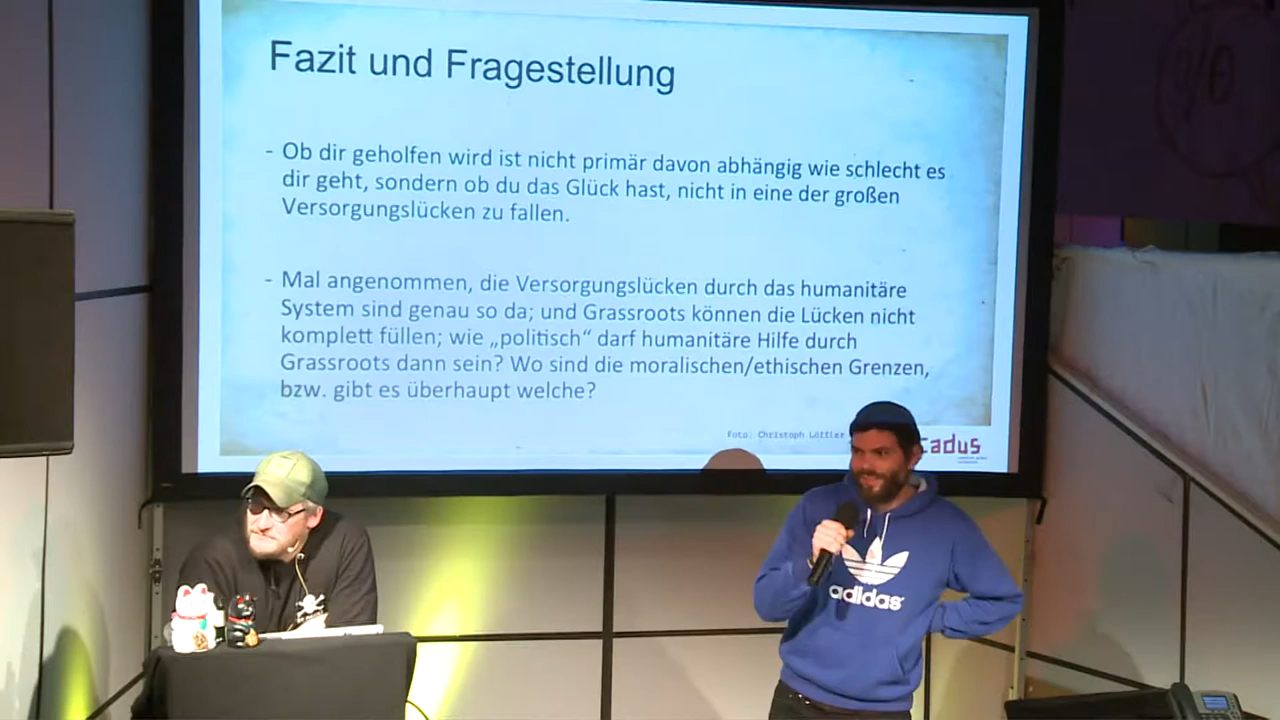 Fazit und Fragestellung
- Ob dir geholfen wird ist nicht primär davon abhängig wie schlecht es
dir geht, sondern ob du das Glück hast, nicht in eine der großen
Versorgungslücken zu fallen.
- Mal angenommen, die Versorgungslücken durch das humanitäre
System sind genau so da; und Grassroots können die Lücken nicht
komplett füllen; wie „politisch“ darf humanitäre Hilfe durch
Grassroots dann sein? Wo sind die moralischen/ethischen Grenzen,
bzw. gibt es überhaupt welche?
Foto: Christoph Löffler
cadus
adidas